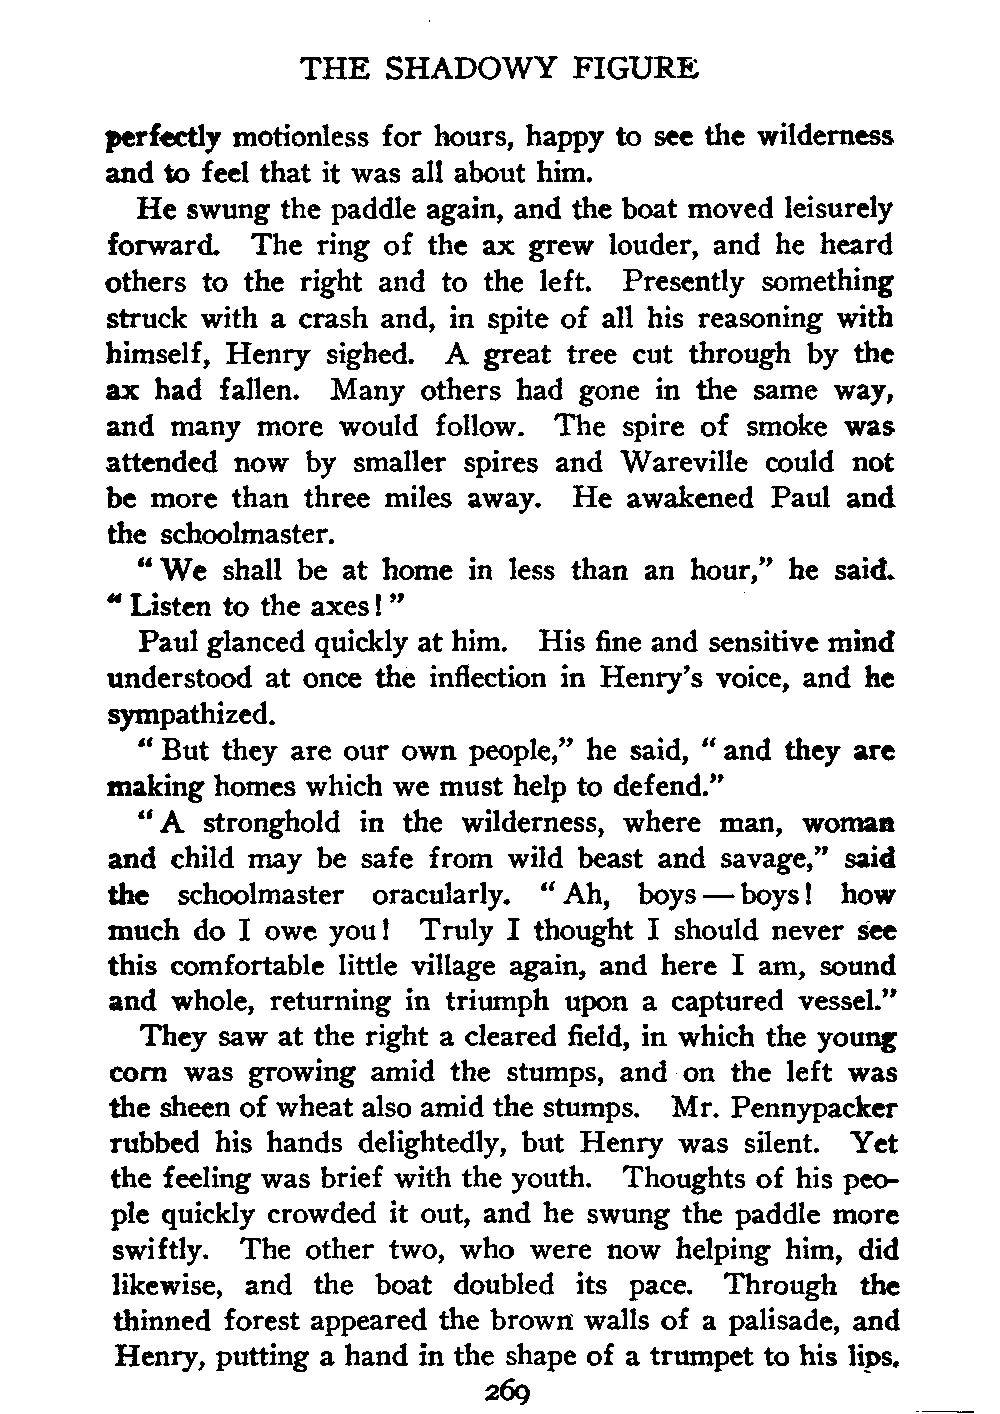 THE SHADOWY FIGURE
perfectly motionless for hours, happy to see the wilderness
and to feel that it was all about him.
He swung the paddle again, and the boat moved leisurely
forward. The ring of the ax grew louder, and he heard
others to the right and to the left. Presently something
struck with a crash and, in spite of all his reasoning with
himself, Henry sighed. A great tree cut through by the
ax had fallen. Many others had gone in the same way,
and many more would follow. The spire of smoke was
attended now by smaller spires and Wareville could not
be more than three miles away. He awakened Paul and
the schoolmaster.
“We shall be at home in less than an hour,” he said.
“Listen to the axes!”
Paul glanced quickly at him. His fine and sensitive mind
understood at once the inflection in Henry's voice, and he
sympathized.
“But they are our own people,” he said, “and they are
making homes which we must help to defend.”
“A stronghold in the wilderness, where man, woman
and child may be safe from wild beast and savage,” said
the schoolmaster oracularly. “Ah, boys — boys! how
much do I owe you! Truly I thought I should never see
this comfortable little village again, and here I am, sound
and whole, returning in triumph upon a captured vessel.”
They saw at the right a cleared field, in which the young
corn was growing amid the stumps, and on the left was
the sheen of wheat also amid the stumps. Mr. Pennypacker
rubbed his hands delightedly, but Henry was silent. Yet
the feeling was brief with the youth. Thoughts of his peo-
ple quickly crowded it out, and he swung the paddle more
swiftly. The other two, who were now helping him, did
likewise, and the boat doubled its pace. Through the
thinned forest appeared the brown walls of a palisade, and
Henry, putting a hand in the shape of a trumpet to his lips,
269